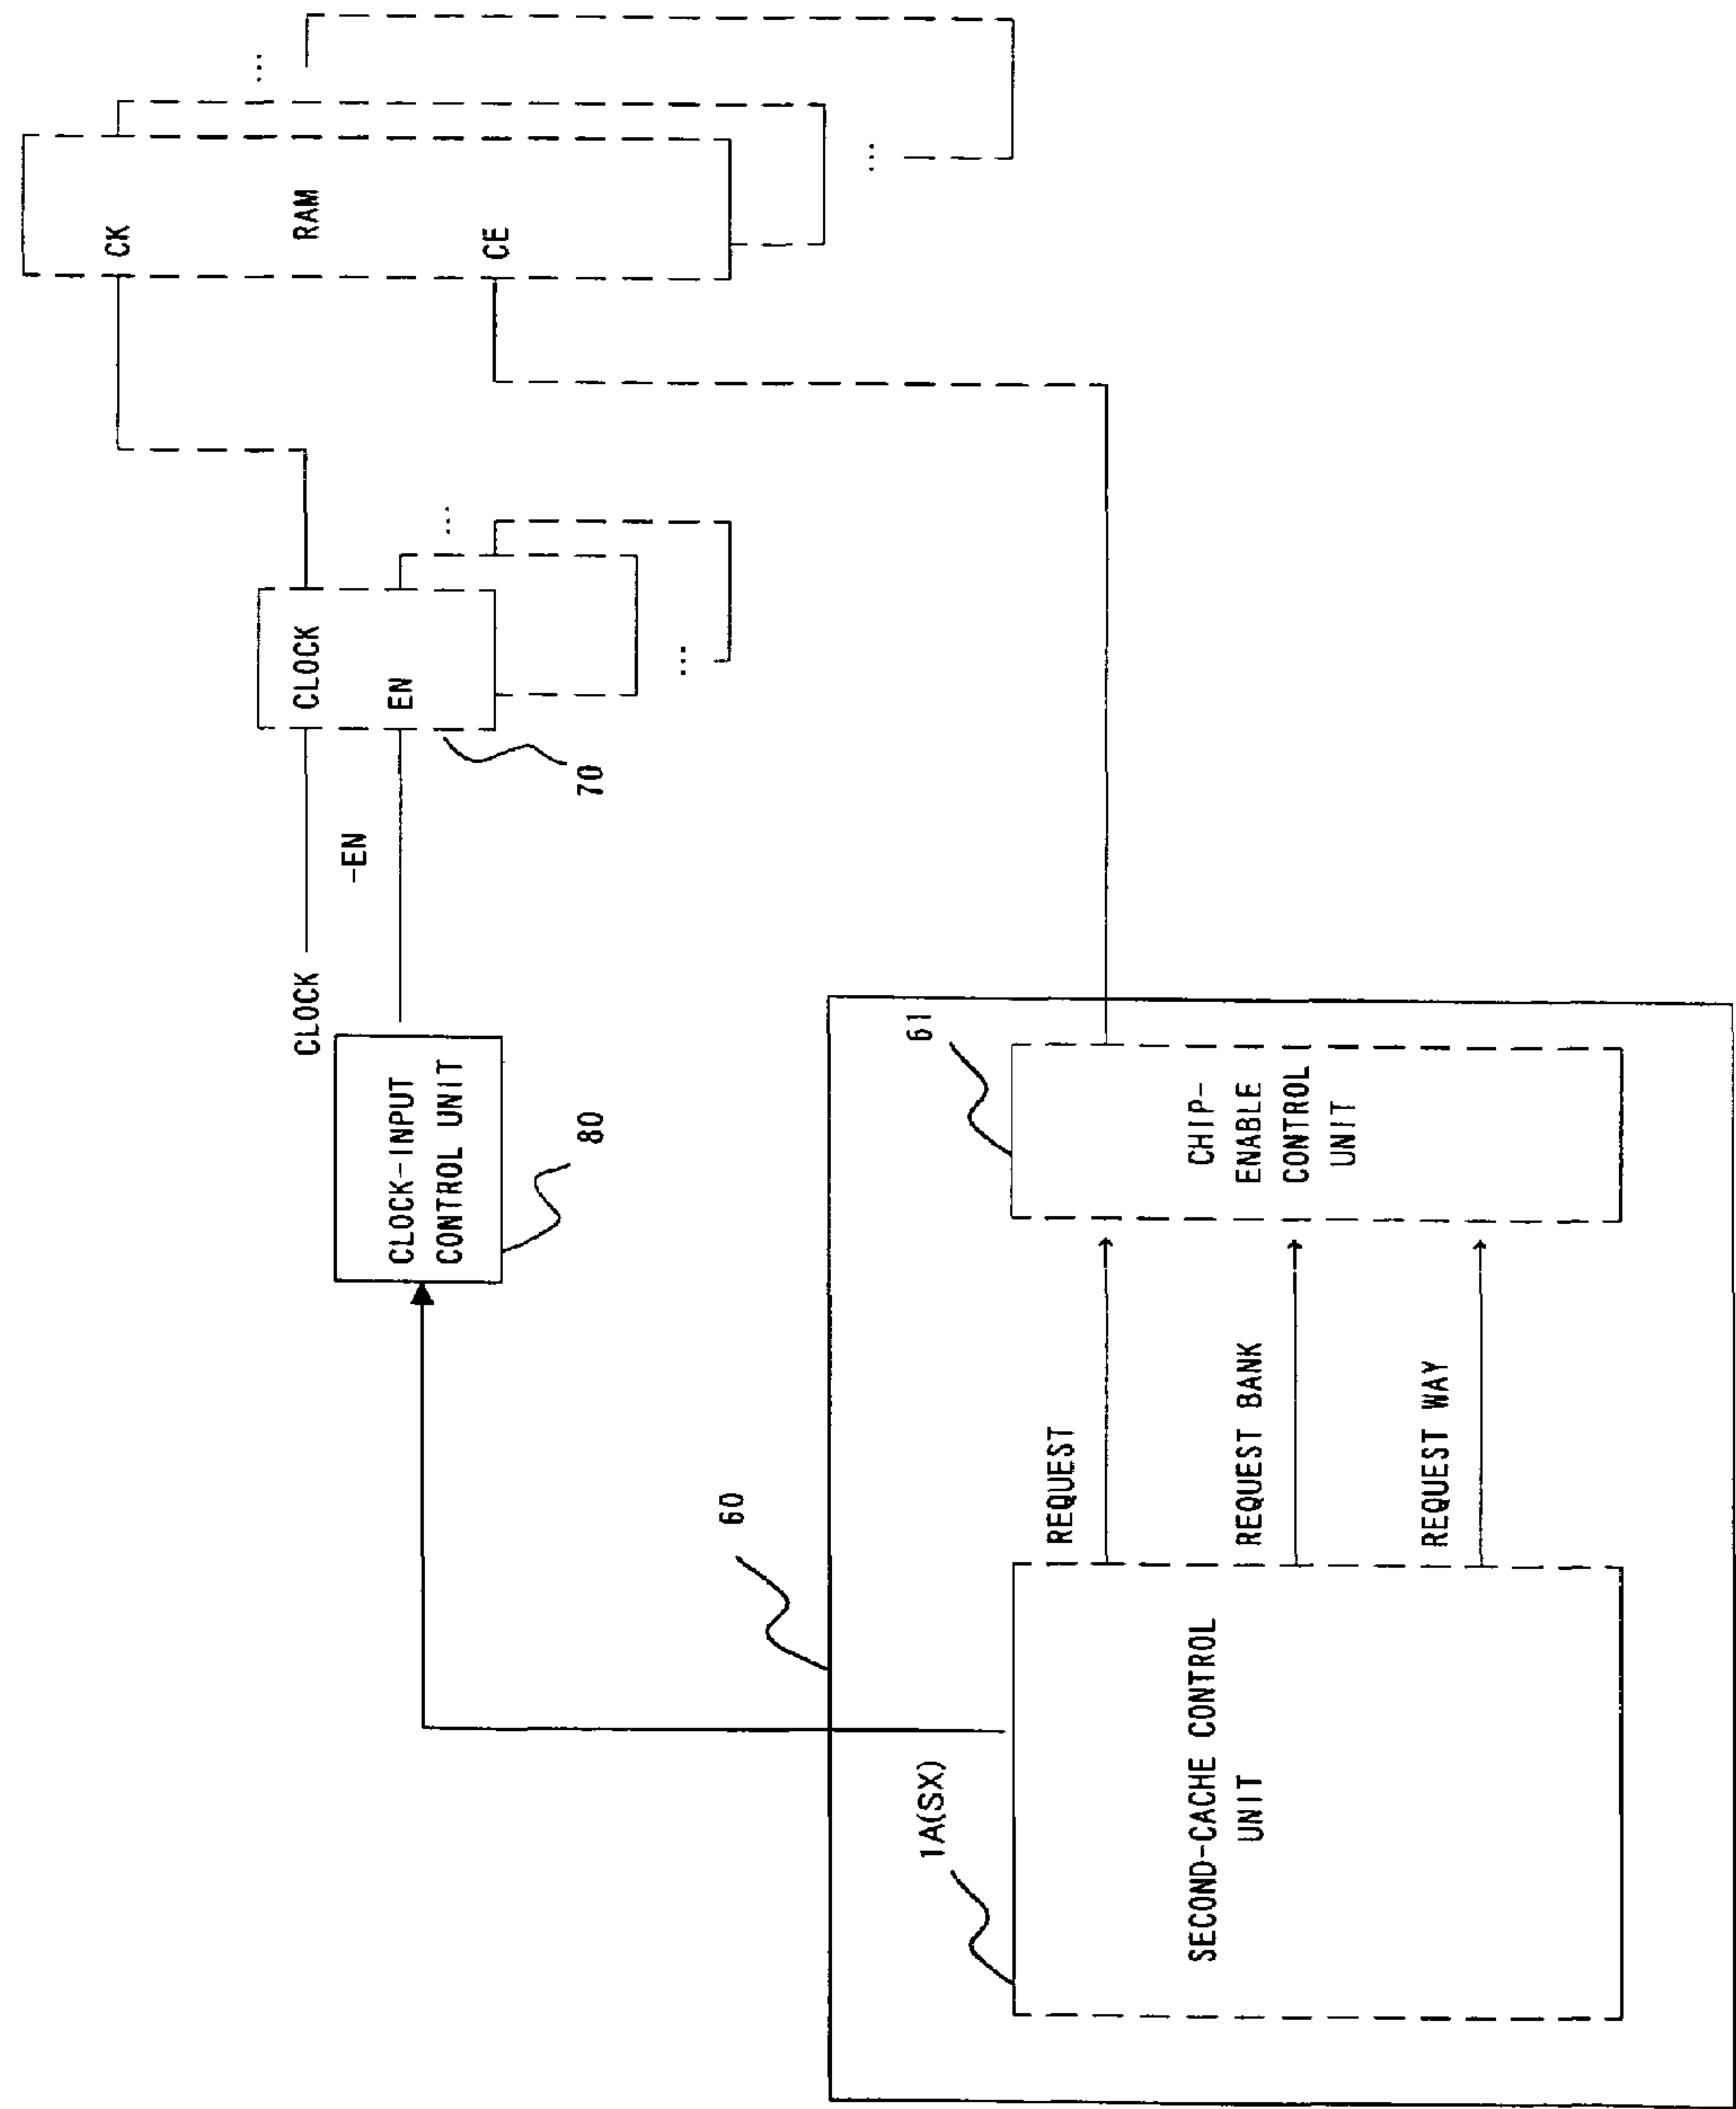 60
1A(SX)
SECOND-CACHE CONTROL
UNIT
REQUEST
REQUEST BANK
REQUEST WAY
61
CHIP-
ENABLE
CONTROL
UNIT
CLOCK-INPUT
CONTROL UNIT
80
CLOCK
-EN
CLOCK
EN
70
...
...
CK
RAM
CE
...
...